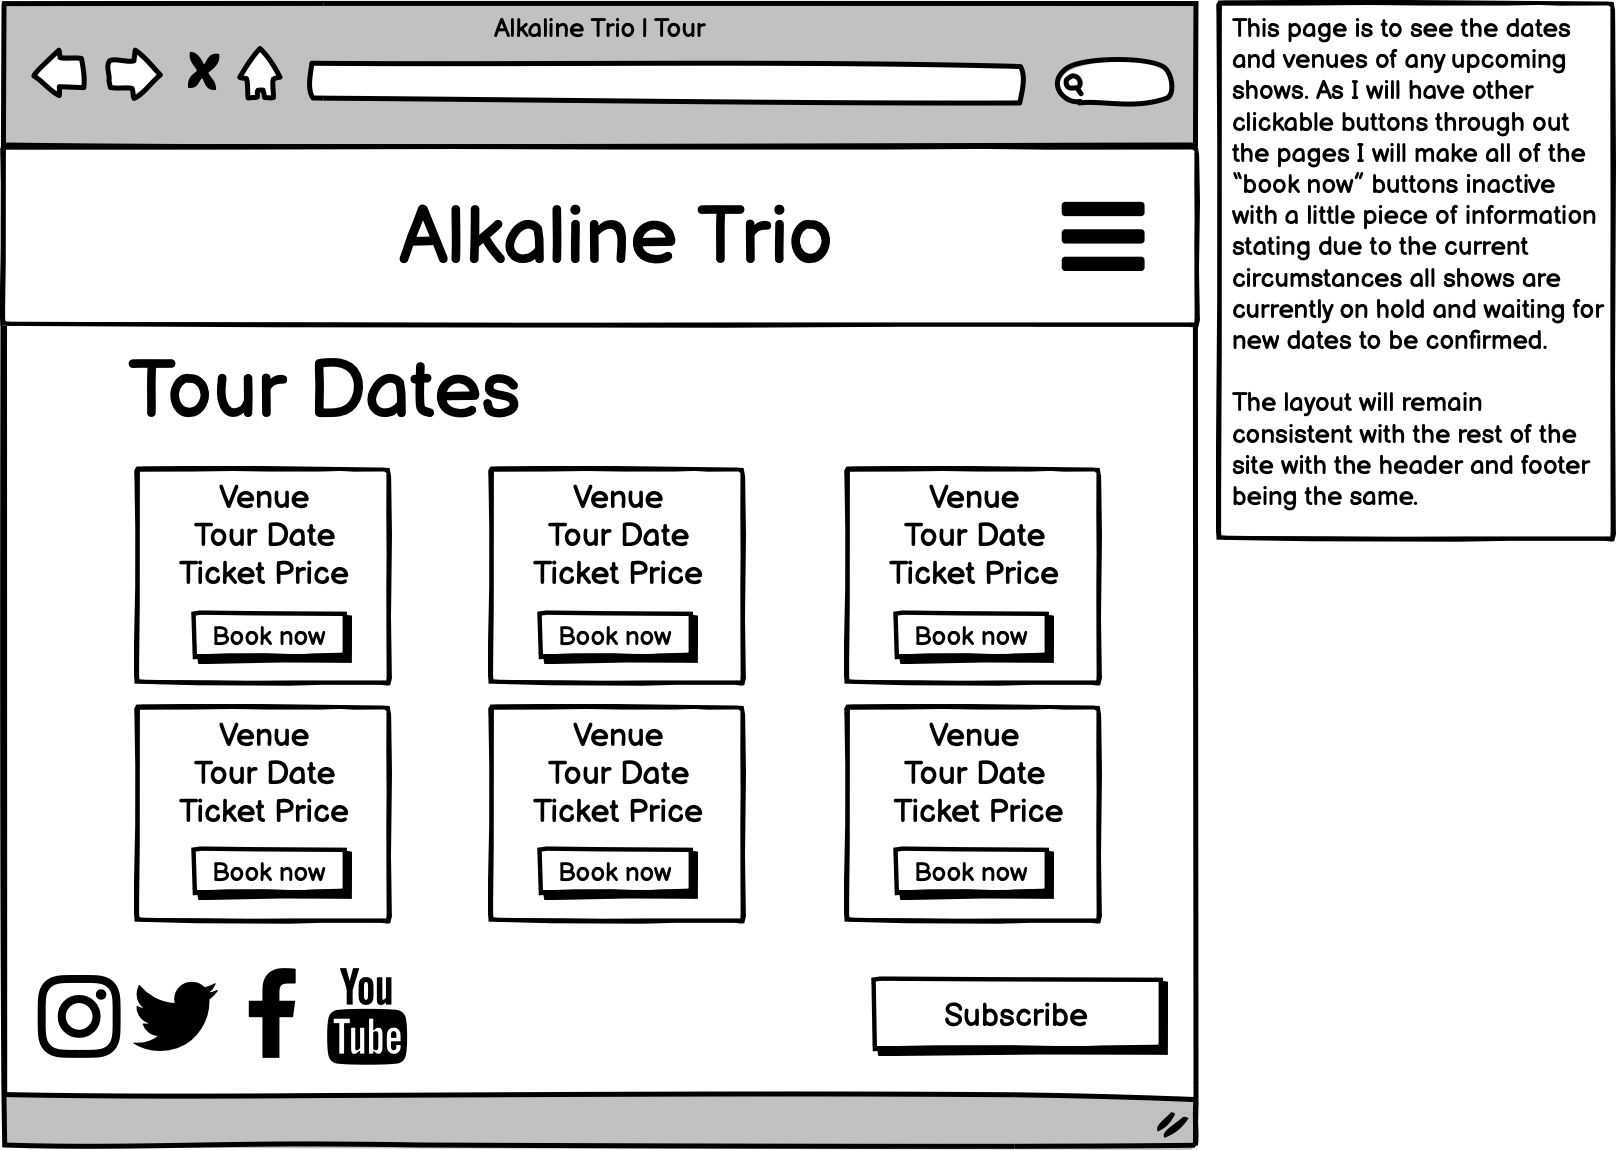 Alkaline Trio | Tour
Alkaline Trio
Tour Dates
Venue
Tour Date
Ticket Price
Book now
Venue
Tour Date
Ticket Price
Book now
Venue
Tour Date
Ticket Price
Book now
Venue
Tour Date
Ticket Price
Book now
Venue
Tour Date
Ticket Price
Book now
Venue
Tour Date
Ticket Price
Book now
You
Tube
Subscribe
This page is to see the dates
and venues of any upcoming
shows. As I will have other
clickable buttons through out
the pages I will make all of the
“book now” buttons inactive
with a little piece of information
stating due to the current
circumstances all shows are
currently on hold and waiting for
new dates to be confirmed.
The layout will remain
consistent with the rest of the
site with the header and footer
being the same.